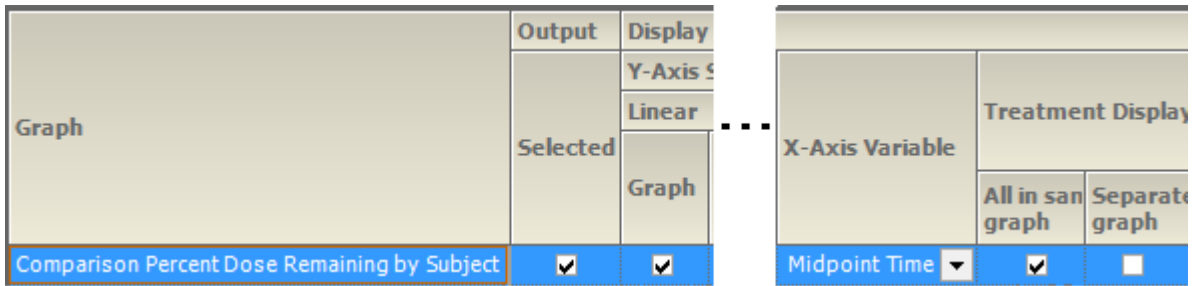 Output Display
Y-Axis S
Graph
Selected
Linear
Graph
...
X-Axis Variable
Treatment Display
All in san
graph
Separate
graph
Comparison Percent Dose Remaining by Subject
Midpoint Time